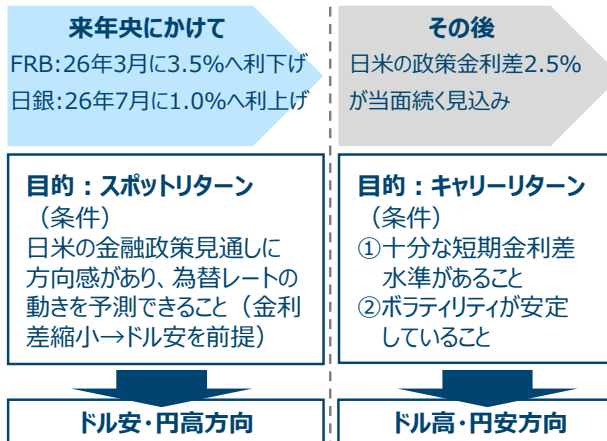 来年央にかけて
FRB:26年3月に3.5%へ利下げ
日銀:26年7月に1.0%へ利上げ
目的：スポットリターン
（条件）
日米の金融政策見通しに
方向感があり、為替レートの
動きを予測できること（金利
差縮小→ドル安を前提）
ドル安・円高方向
その後
日米の政策金利差2.5%
が当面続く見込み
目的：キャリーリターン
（条件）
①十分な短期金利差
水準があること
②ボラティリティが安定
していること
ドル高・円安方向